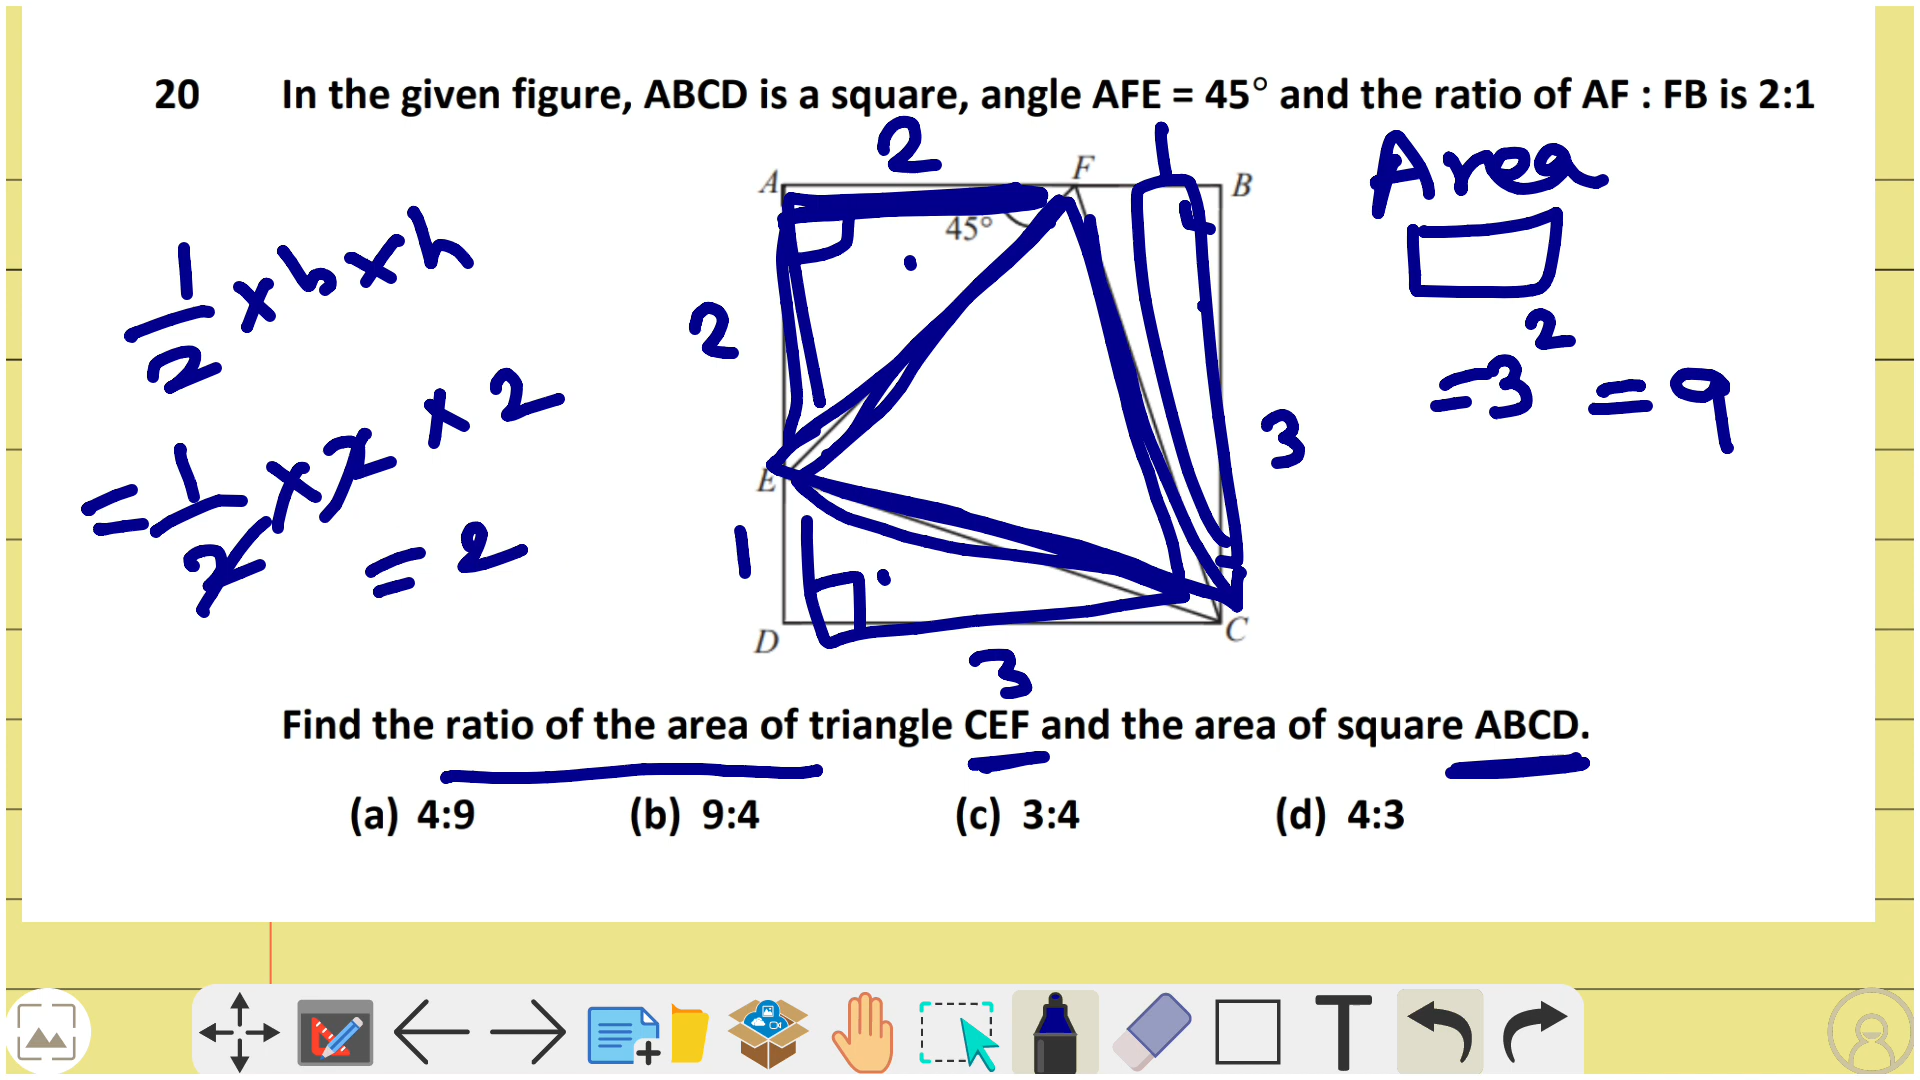 20 In the given figure, ABCD is a square, angle AFE = 45° and the ratio of AF : FB is 2:1
2
1
Area
A
F
B
45°
1/2 × b × h
2
= 3² = 9
= 1/2 × 2 × 2
3
E
= 2
1
D
C
3
Find the ratio of the area of triangle CEF and the area of square ABCD.
(a) 4:9 (b) 9:4 (c) 3:4 (d) 4:3
T